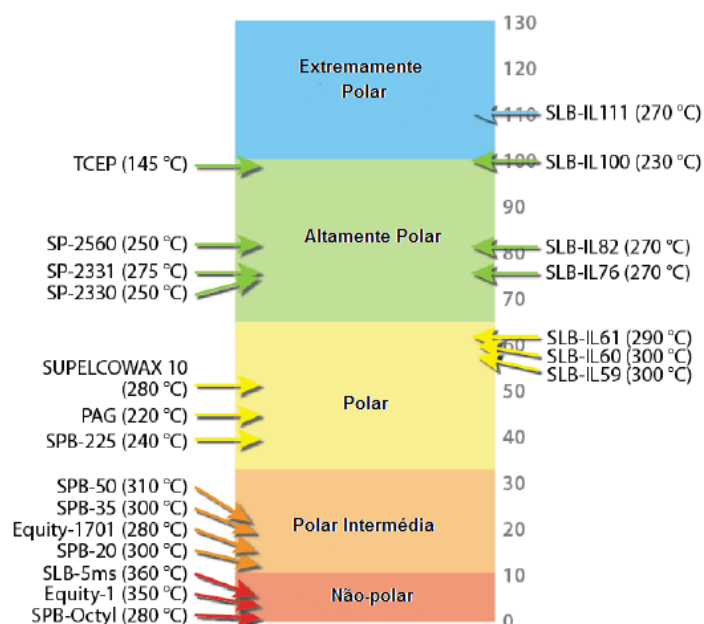 130
Extremamente
Polar
120
110
SLB-IL111 (270 °C)
TCEP (145 °C)
100
SLB-IL100 (230 °C)
90
Altamente Polar
SP-2560 (250 °C)
80
SLB-IL82 (270 °C)
SP-2331 (275 °C)
SLB-IL76 (270 °C)
SP-2330 (250 °C)
70
SLB-IL61 (290 °C)
60
SLB-IL60 (300 °C)
SLB-IL59 (300 °C)
SUPELCOWAX 10
(280 °C)
50
Polar
PAG (220 °C)
SPB-225 (240 °C)
40
SPB-50 (310 °C)
30
SPB-35 (300 °C)
Equity-1701 (280 °C)
Polar Intermédia
20
SPB-20 (300 °C)
SLB-5ms (360 °C)
10
Equity-1 (350 °C)
Não-polar
SPB-Octyl (280 °C)
0